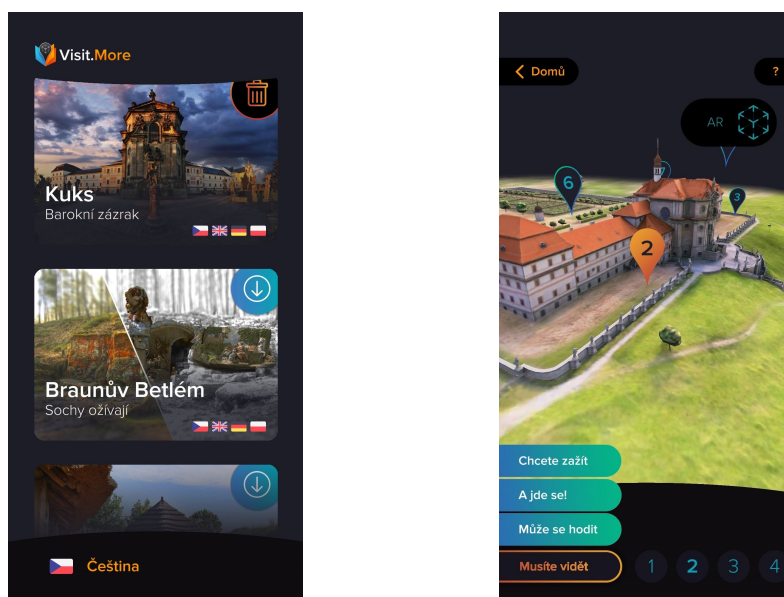 Visit.More
Kuks
Barokní zázrak
Braunův Betlém
Sochy ožívají
Čeština
Domů
?
AR
6
7
3
2
Chcete zažít
A jde se!
Může se hodit
Musíte vidět
1 2 3 4